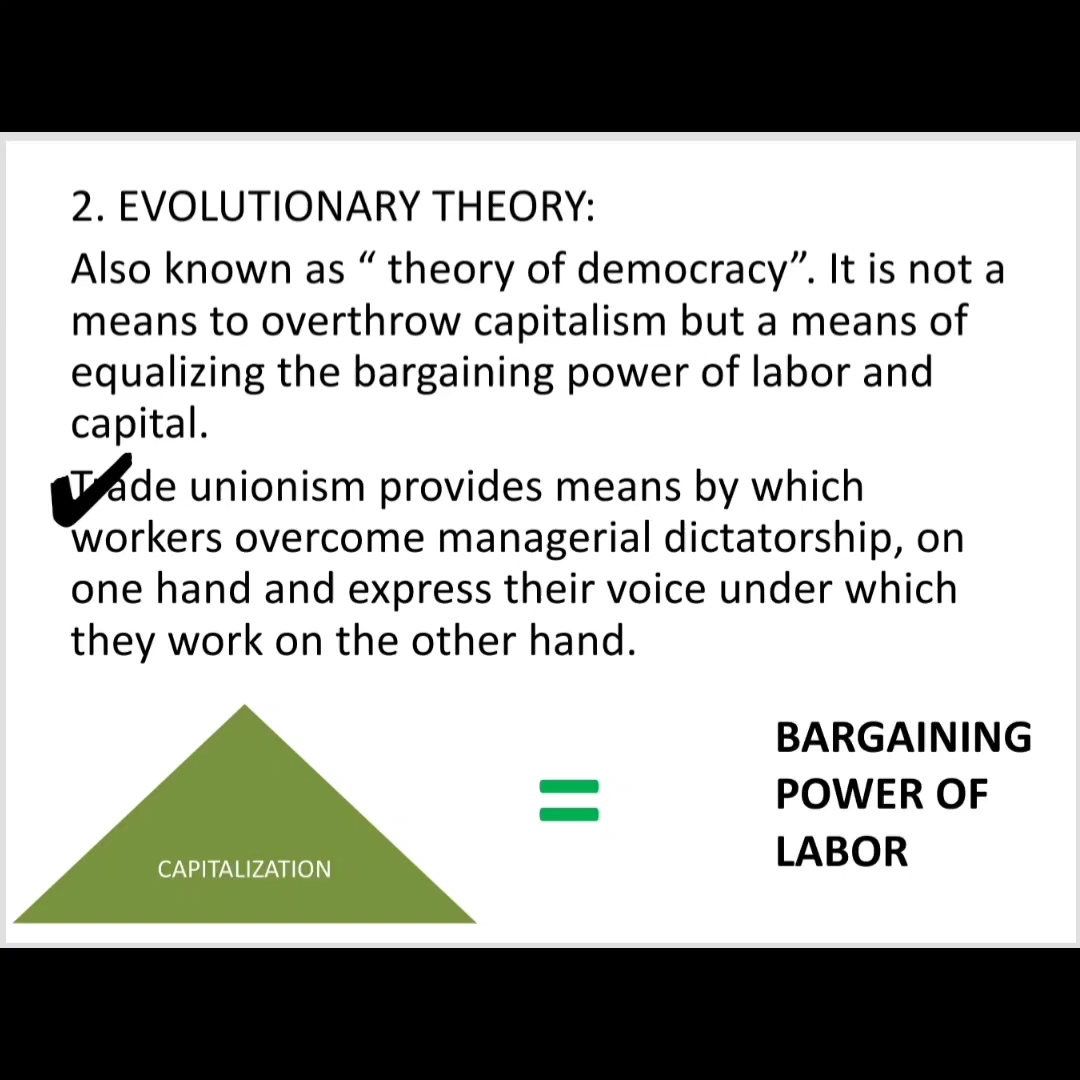 2. EVOLUTIONARY THEORY:
Also known as “ theory of democracy”. It is not a
means to overthrow capitalism but a means of
equalizing the bargaining power of labor and
capital.
Trade unionism provides means by which
workers overcome managerial dictatorship, on
one hand and express their voice under which
they work on the other hand.
CAPITALIZATION
=
BARGAINING
POWER OF
LABOR